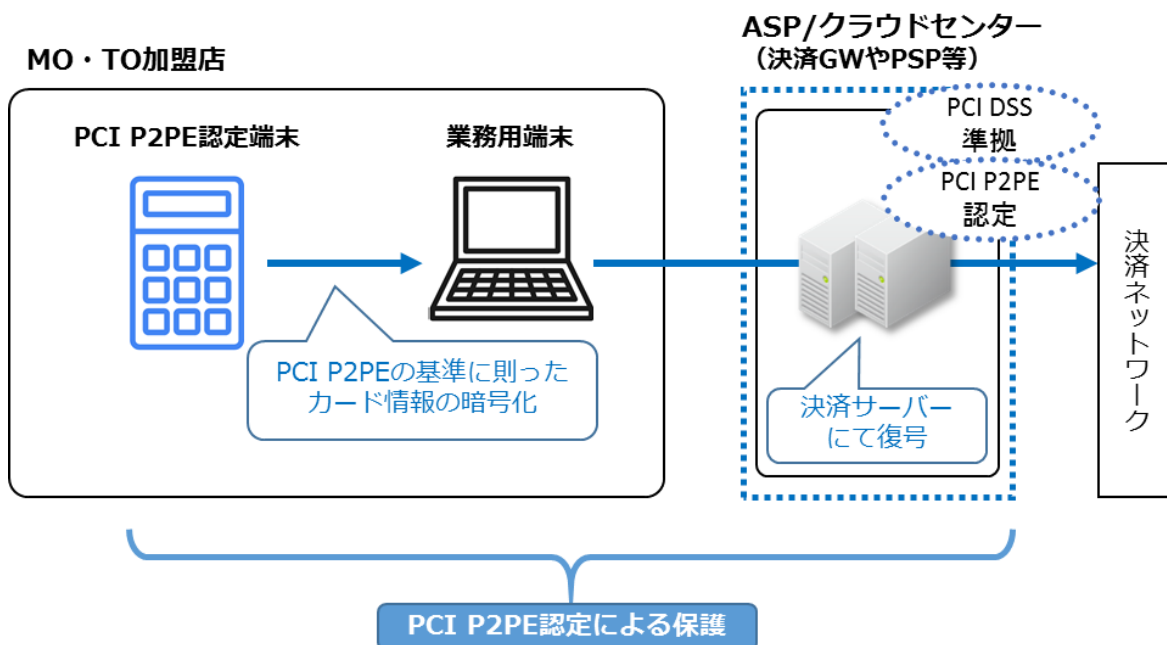 MO・TO加盟店
ASP/クラウドセンター
（決済GWやPSP等）
PCI P2PE認定端末
業務用端末
PCI DSS
準拠
PCI P2PE
認定
PCI P2PEの基準に則った
カード情報の暗号化
決済サーバー
にて復号
決済ネットワーク
PCI P2PE認定による保護